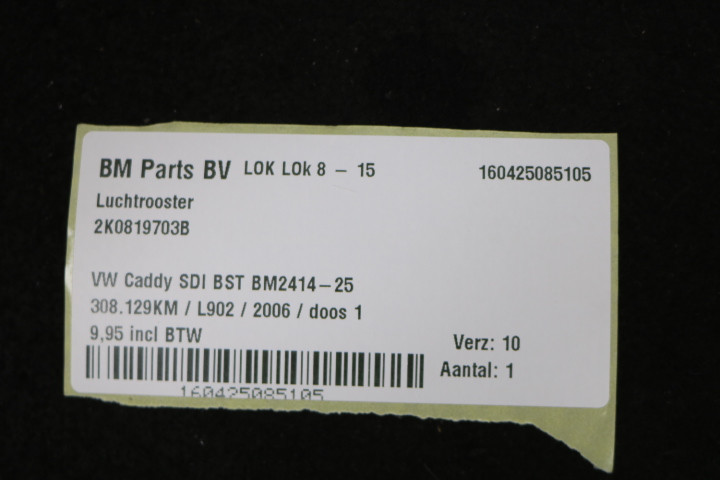 BM Parts BV LOK LOk 8 - 15 160425085105
Luchtrooster
2K0819703B
VW Caddy SDI BST BM2414-25
308.129KM / L902 / 2006 / doos 1
9,95 incl BTW
Verz: 10
Aantal: 1
160425085105